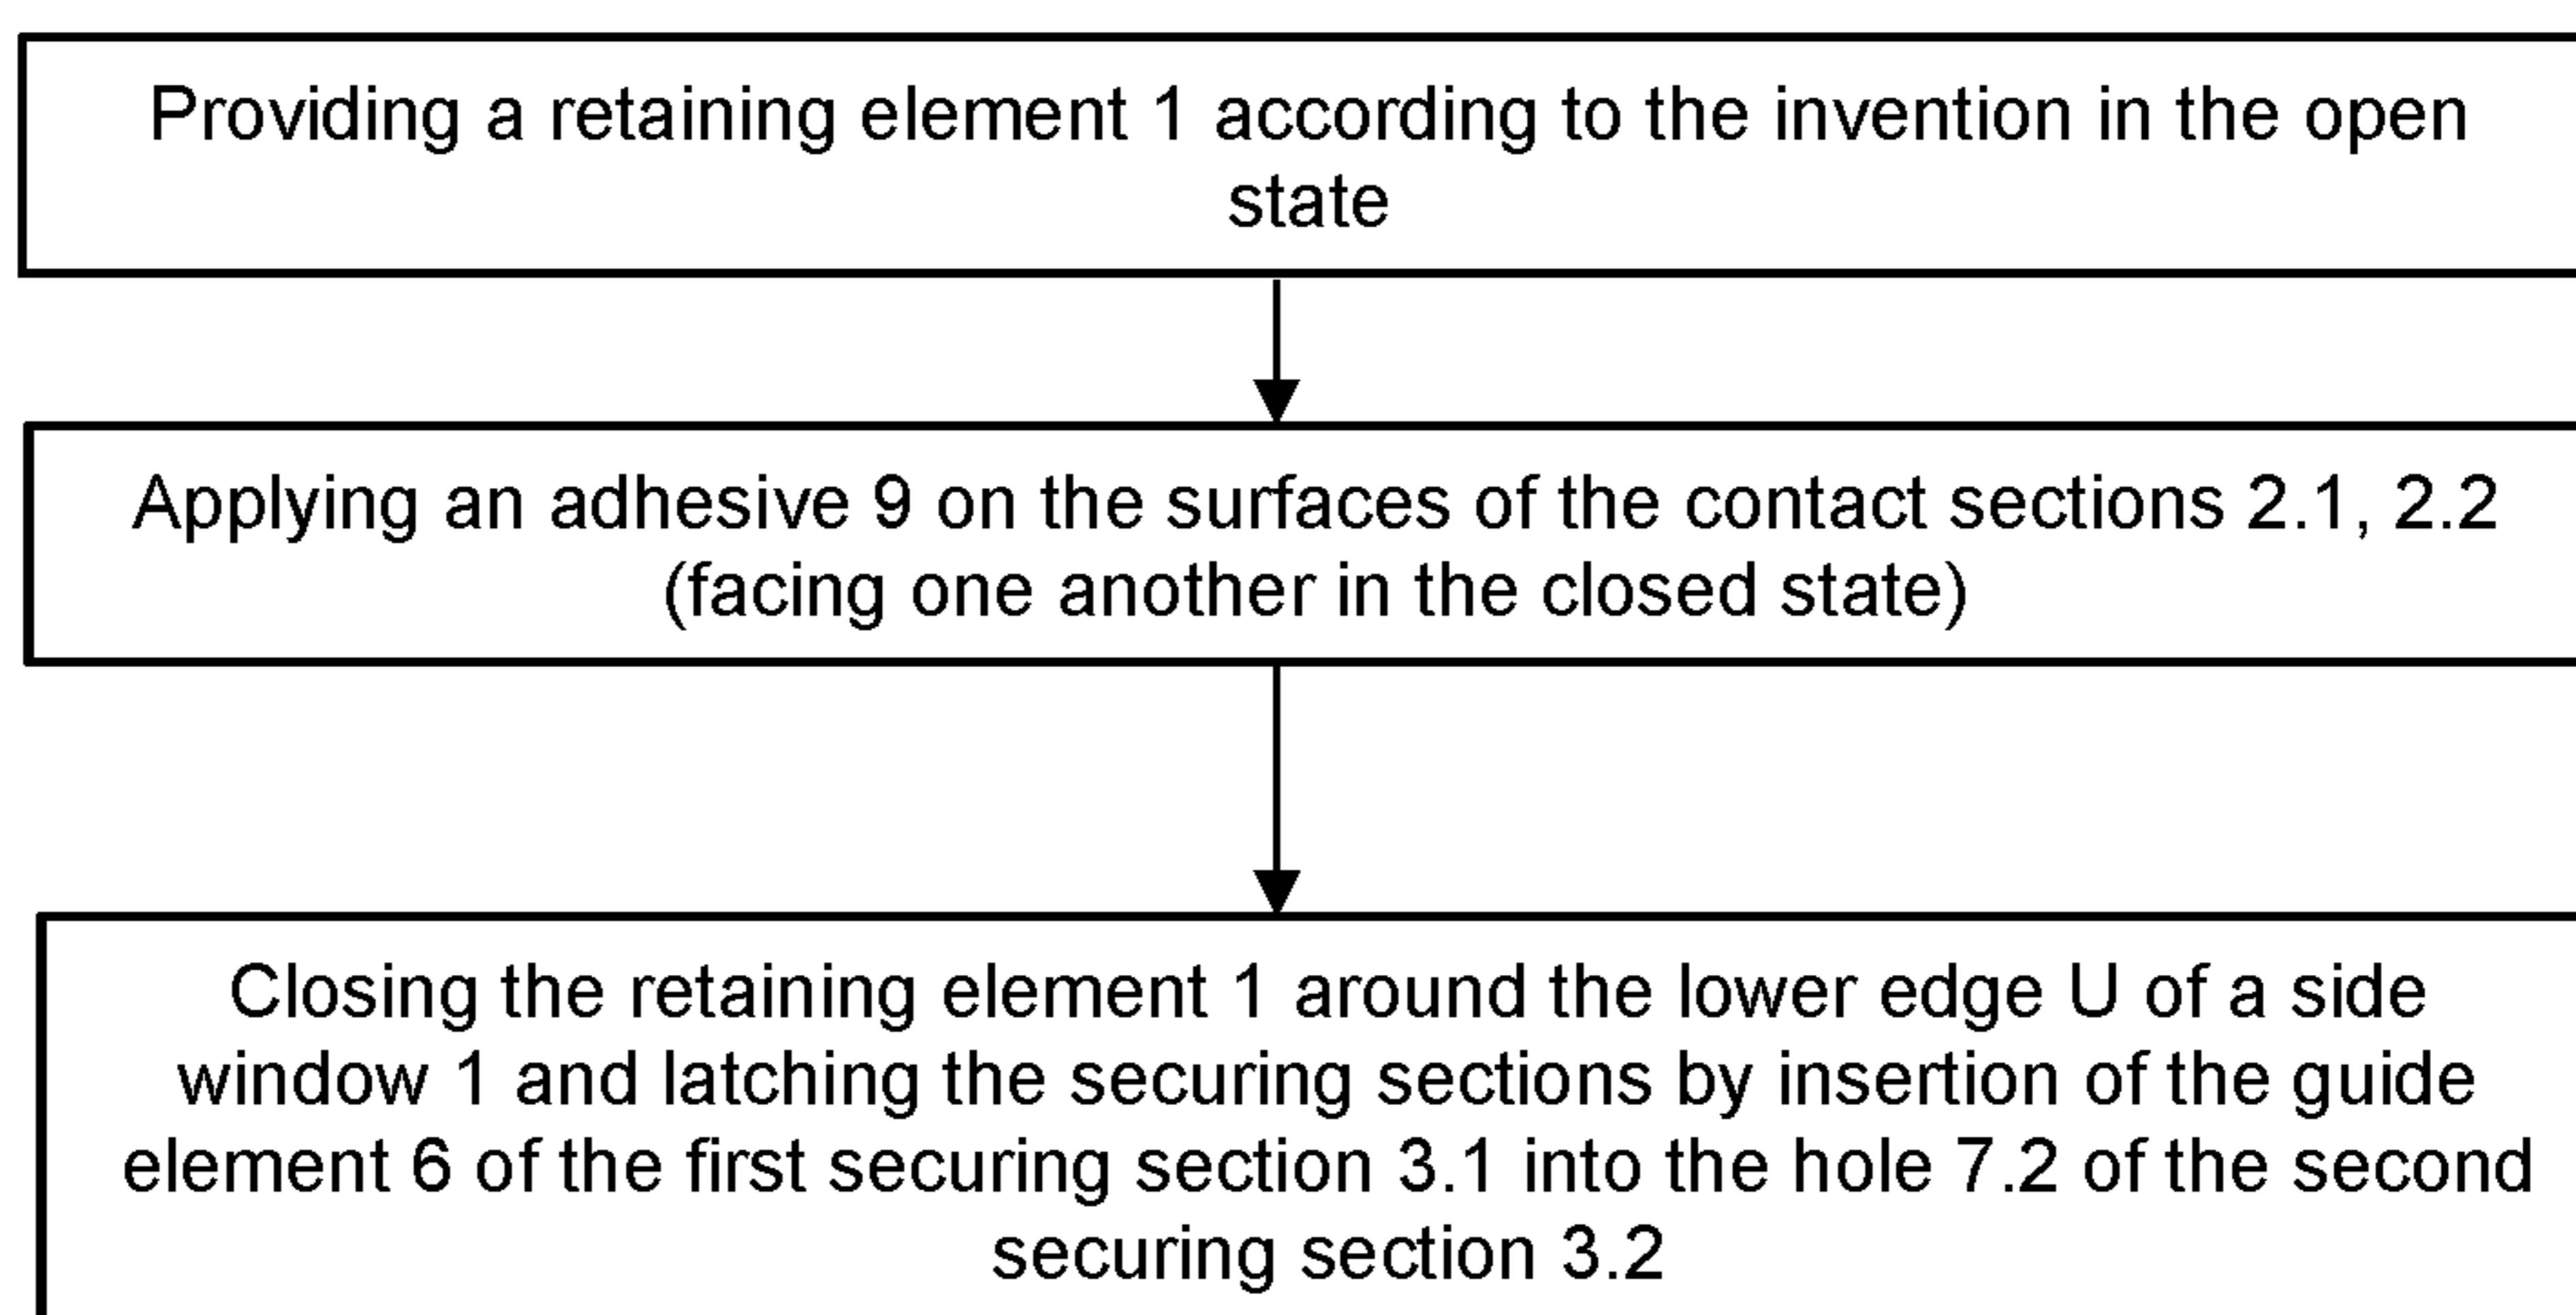 Providing a retaining element 1 according to the invention in the open
state
Applying an adhesive 9 on the surfaces of the contact sections 2.1, 2.2
(facing one another in the closed state)
Closing the retaining element 1 around the lower edge U of a side
window 1 and latching the securing sections by insertion of the guide
element 6 of the first securing section 3.1 into the hole 7.2 of the second
securing section 3.2